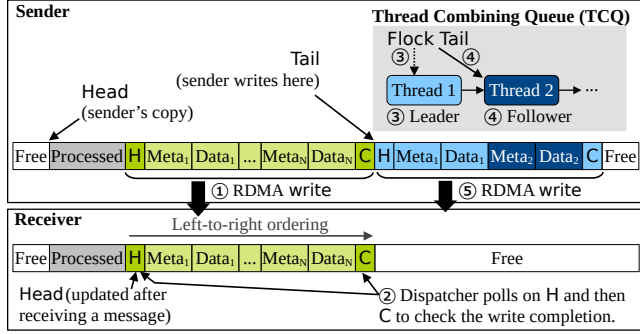 Sender
Thread Combining Queue (TCQ)
Flock Tail
③ ④
Thread 1 Thread 2 ...
③ Leader ④ Follower
Tail
(sender writes here)
Head
(sender's copy)
Free Processed H Meta₁ Data₁ ... Metaₙ Dataₙ C H Meta₁ Data₁ Meta₂ Data₂ C Free
① RDMA write ⑤ RDMA write
Receiver
Left-to-right ordering
Free Processed H Meta₁ Data₁ ... Metaₙ Dataₙ C Free
Head (updated after
receiving a message)
② Dispatcher polls on H and then
C to check the write completion.